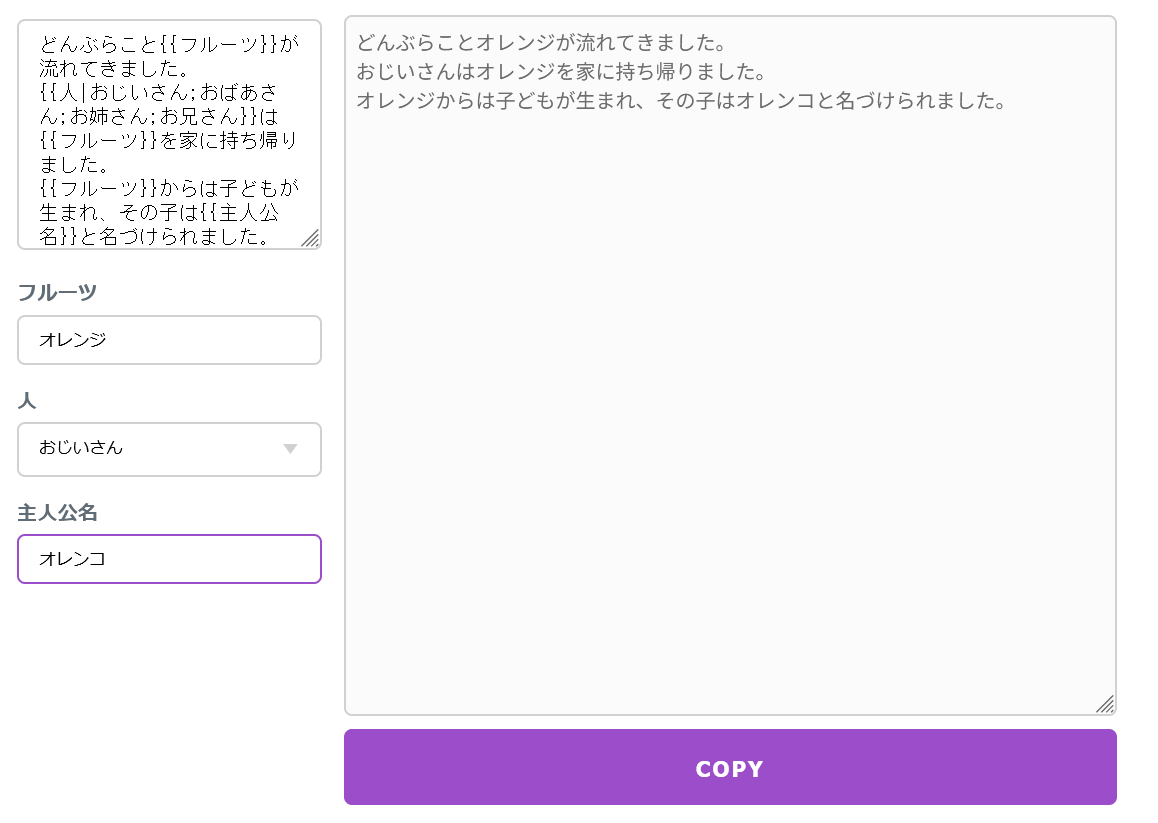 どんぶらこと{{フルーツ}}が
流れてきました。
{{人|おじいさん;おばあさ
ん;お姉さん;お兄さん}}は
{{フルーツ}}を家に持ち帰り
ました。
{{フルーツ}}からは子どもが
生まれ、その子は{{主人公
名}}と名づけられました。
フルーツ
オレンジ
人
おじいさん
主人公名
オレンコ
どんぶらことオレンジが流れてきました。
おじいさんはオレンジを家に持ち帰りました。
オレンジからは子どもが生まれ、その子はオレンコと名づけられました。
COPY